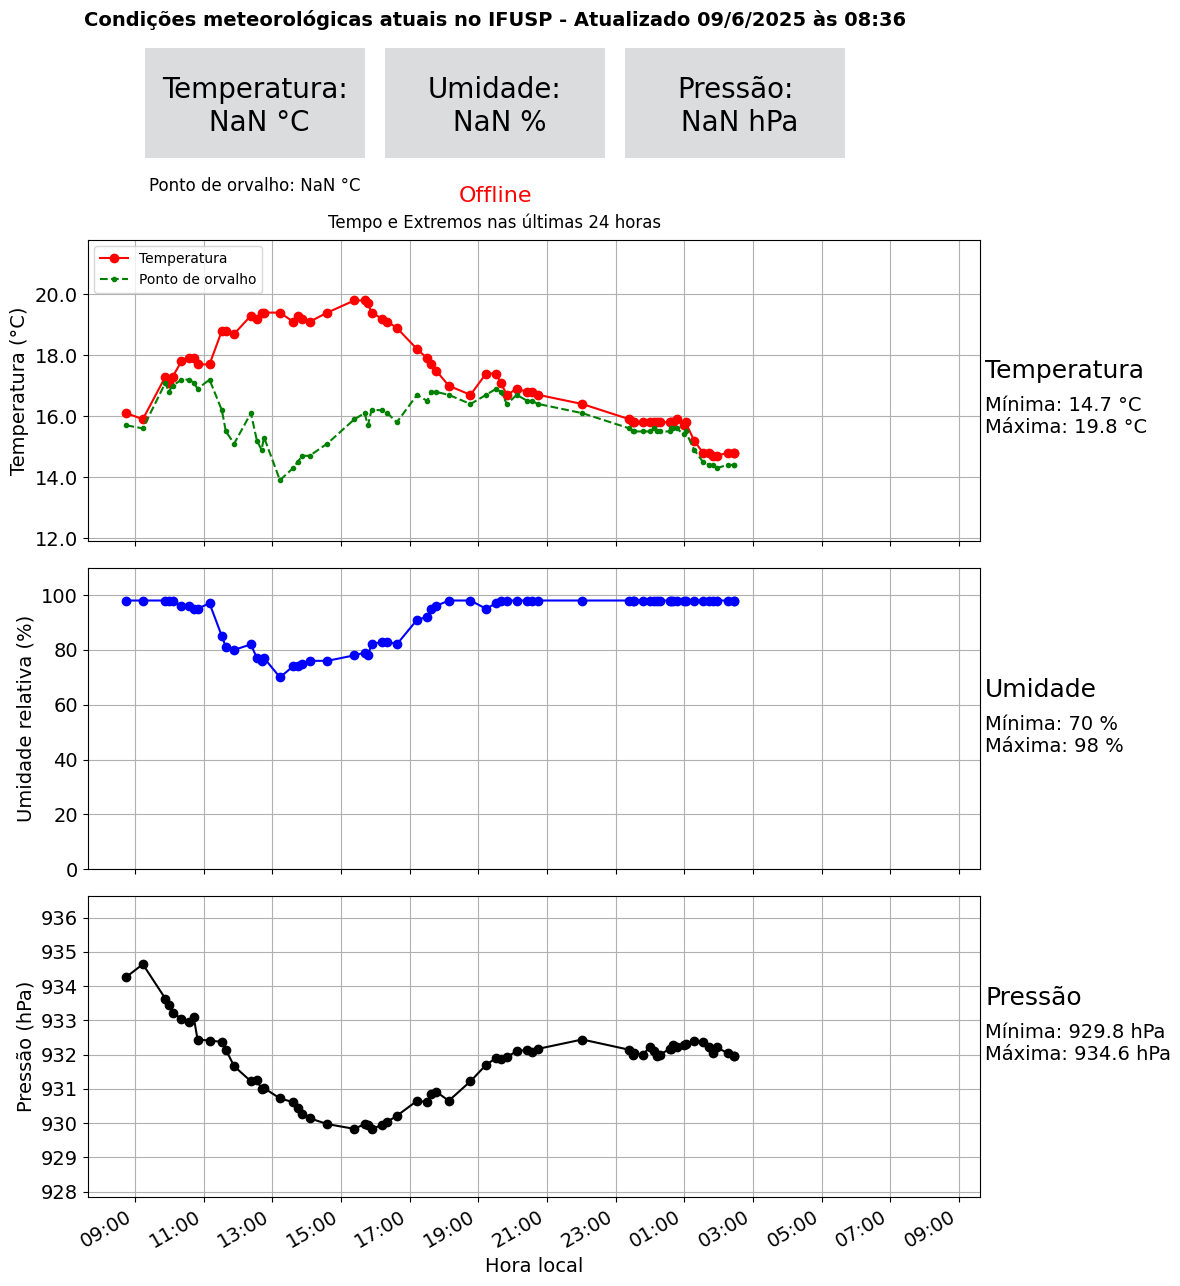 Condições meteorológicas atuais no IFUSP - Atualizado 09/6/2025 às 08:36
Temperatura:
NaN °C
Umidade:
NaN %
Pressão:
NaN hPa
Ponto de orvalho: NaN °C
Offline
Tempo e Extremos nas últimas 24 horas
Temperatura
Ponto de orvalho
Temperatura (°C)
20.0
18.0
16.0
14.0
12.0
Temperatura
Mínima: 14.7 °C
Máxima: 19.8 °C
Umidade relativa (%)
100
80
60
40
20
0
Umidade
Mínima: 70 %
Máxima: 98 %
Pressão (hPa)
936
935
934
933
932
931
930
929
928
Pressão
Mínima: 929.8 hPa
Máxima: 934.6 hPa
09:00 11:00 13:00 15:00 17:00 19:00 21:00 23:00 01:00 03:00 05:00 07:00 09:00
Hora local